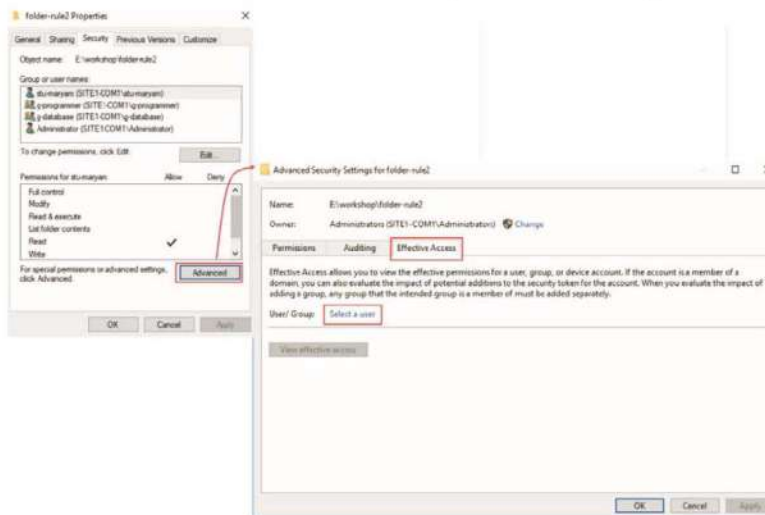 folder-rule2 Properties
General Sharing Security Previous Versions Customize
Object name: E:\workshop\folder-rule2
Group or user names:
stu-maryam (SITE1-COM1\stu-maryam)
g-programmer (SITE1-COM1\g-programmer)
g-database (SITE1-COM1\g-database)
Administrator (SITE1COM1\Administrator)
To change permissions, click Edit.
Edit...
Permissions for stu-maryam Allow Deny
Full control
Modify
Read & execute
List folder contents
Read
Write
For special permissions or advanced settings, click Advanced.
Advanced
OK Cancel Apply
Advanced Security Settings for folder-rule2
Name: E:\workshop\folder-rule2
Owner: Administrators (SITE1-COM1\Administrators) Change
Permissions Auditing Effective Access
Effective Access allows you to view the effective permissions for a user, group, or device account. If the account is a member of a
domain, you can also evaluate the impact of potential additions to the security token for the account. When you evaluate the impact of
adding a group, any group that the intended group is a member of must be added separately.
User/ Group: Select a user
View effective access
OK Cancel Apply